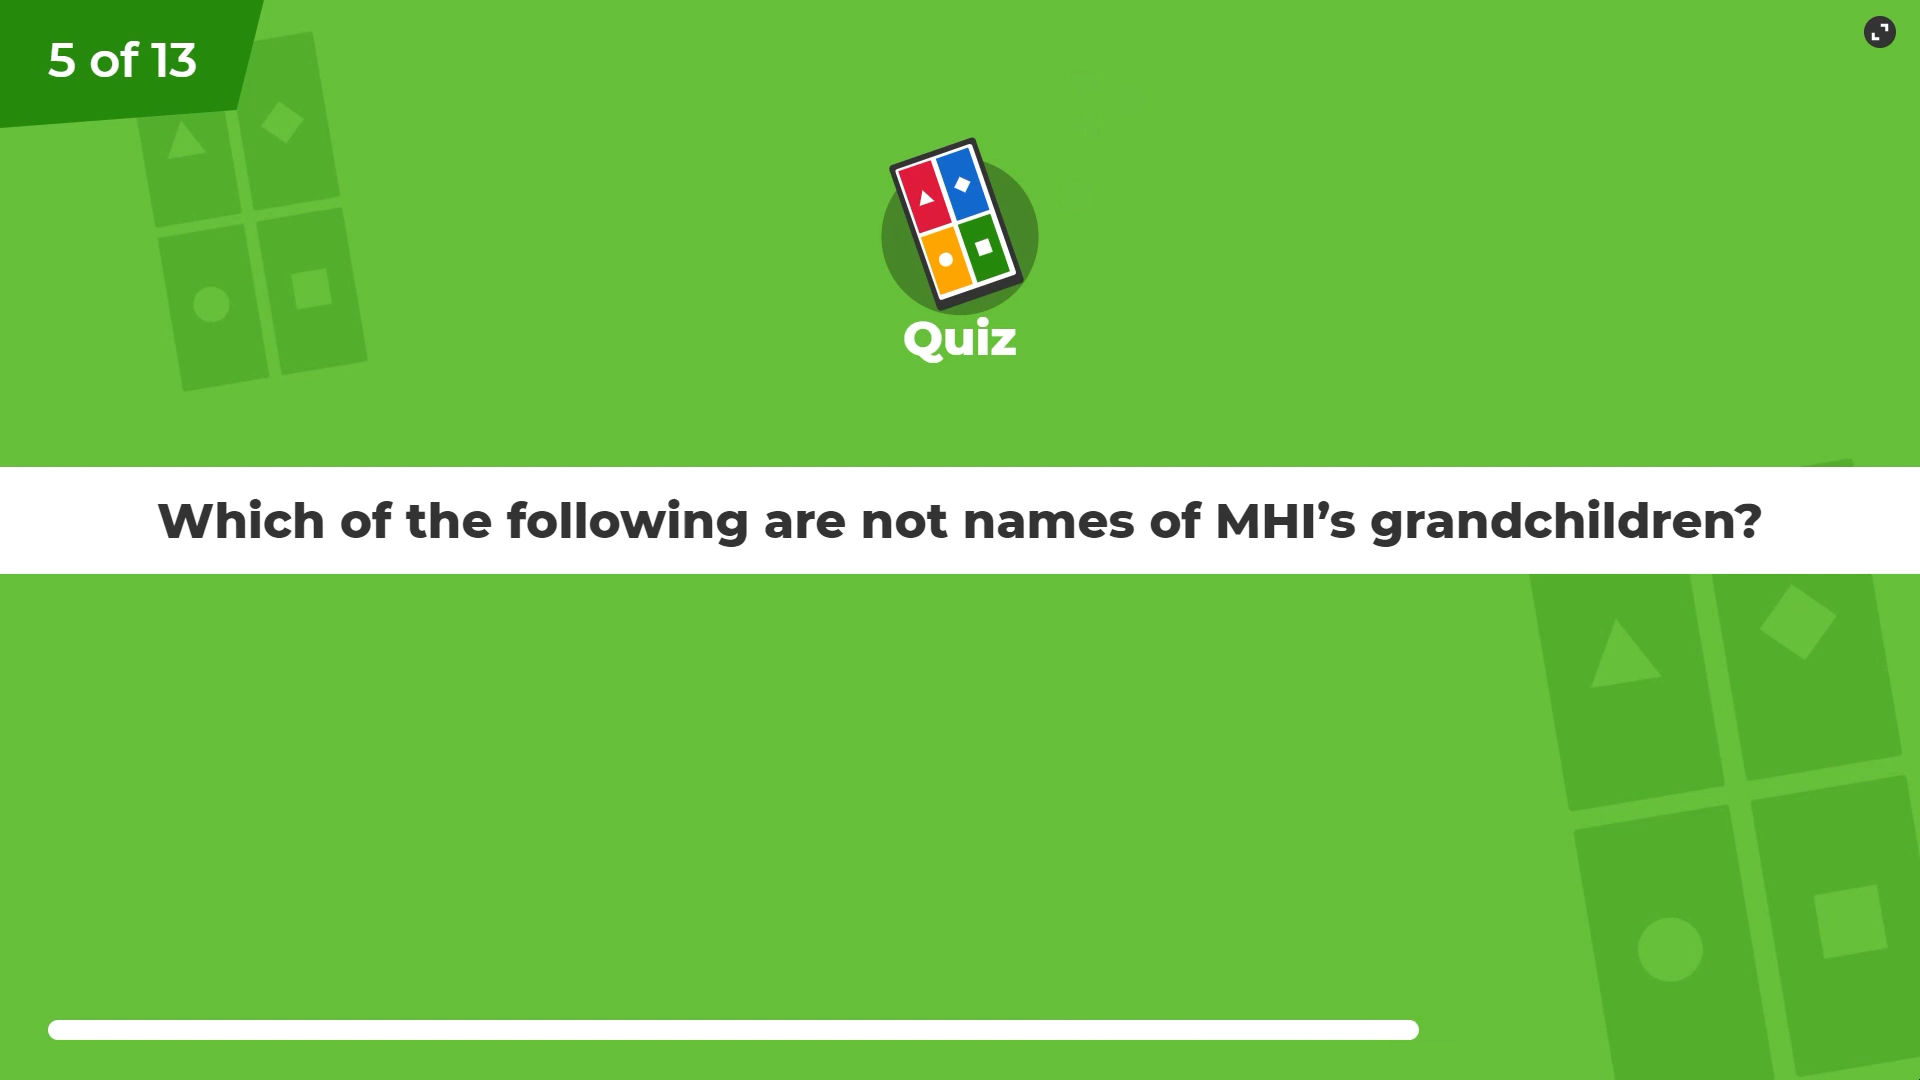 5 of 13
Quiz
Which of the following are not names of MHI’s grandchildren?